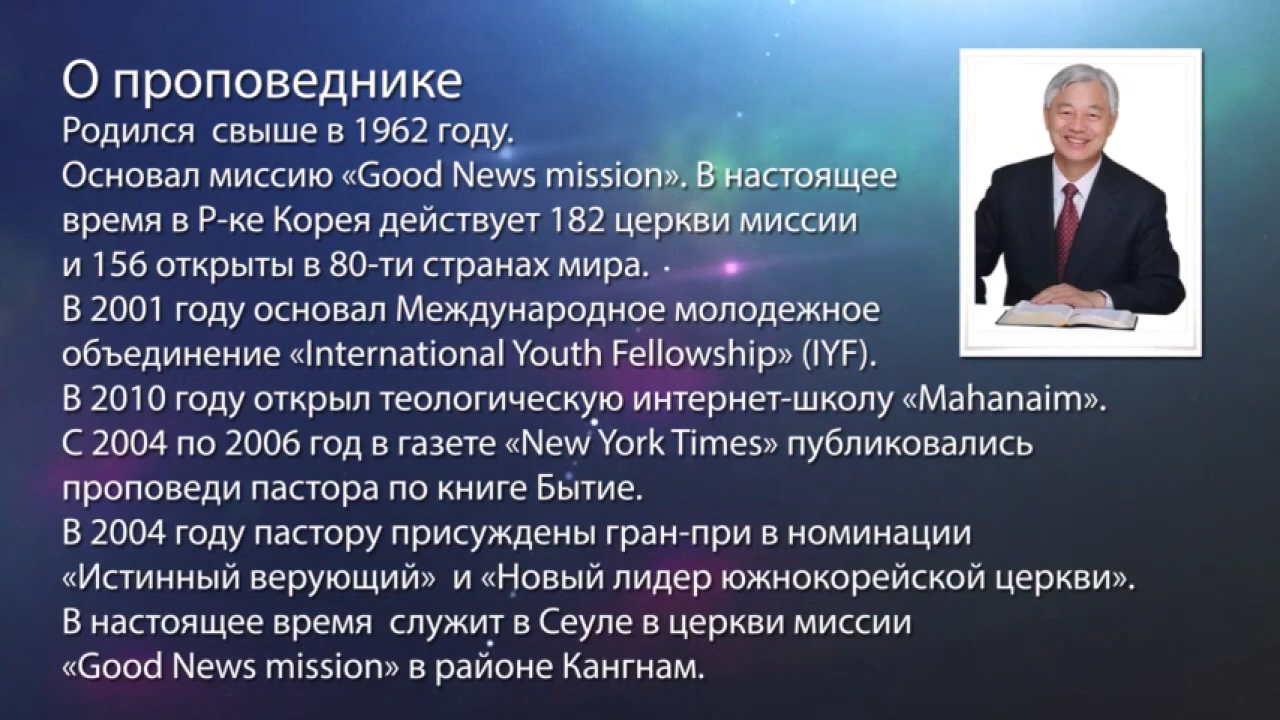 О проповеднике
Родился свыше в 1962 году.
Основал миссию «Good News mission». В настоящее
время в Р-ке Корея действует 182 церкви миссии
и 156 открыты в 80-ти странах мира.
В 2001 году основал Международное молодежное
объединение «International Youth Fellowship» (IYF).
В 2010 году открыл теологическую интернет-школу «Mahanaim».
С 2004 по 2006 год в газете «New York Times» публиковались
проповеди пастора по книге Бытие.
В 2004 году пастору присуждены гран-при в номинации
«Истинный верующий» и «Новый лидер южнокорейской церкви».
В настоящее время служит в Сеуле в церкви миссии
«Good News mission» в районе Кангнам.